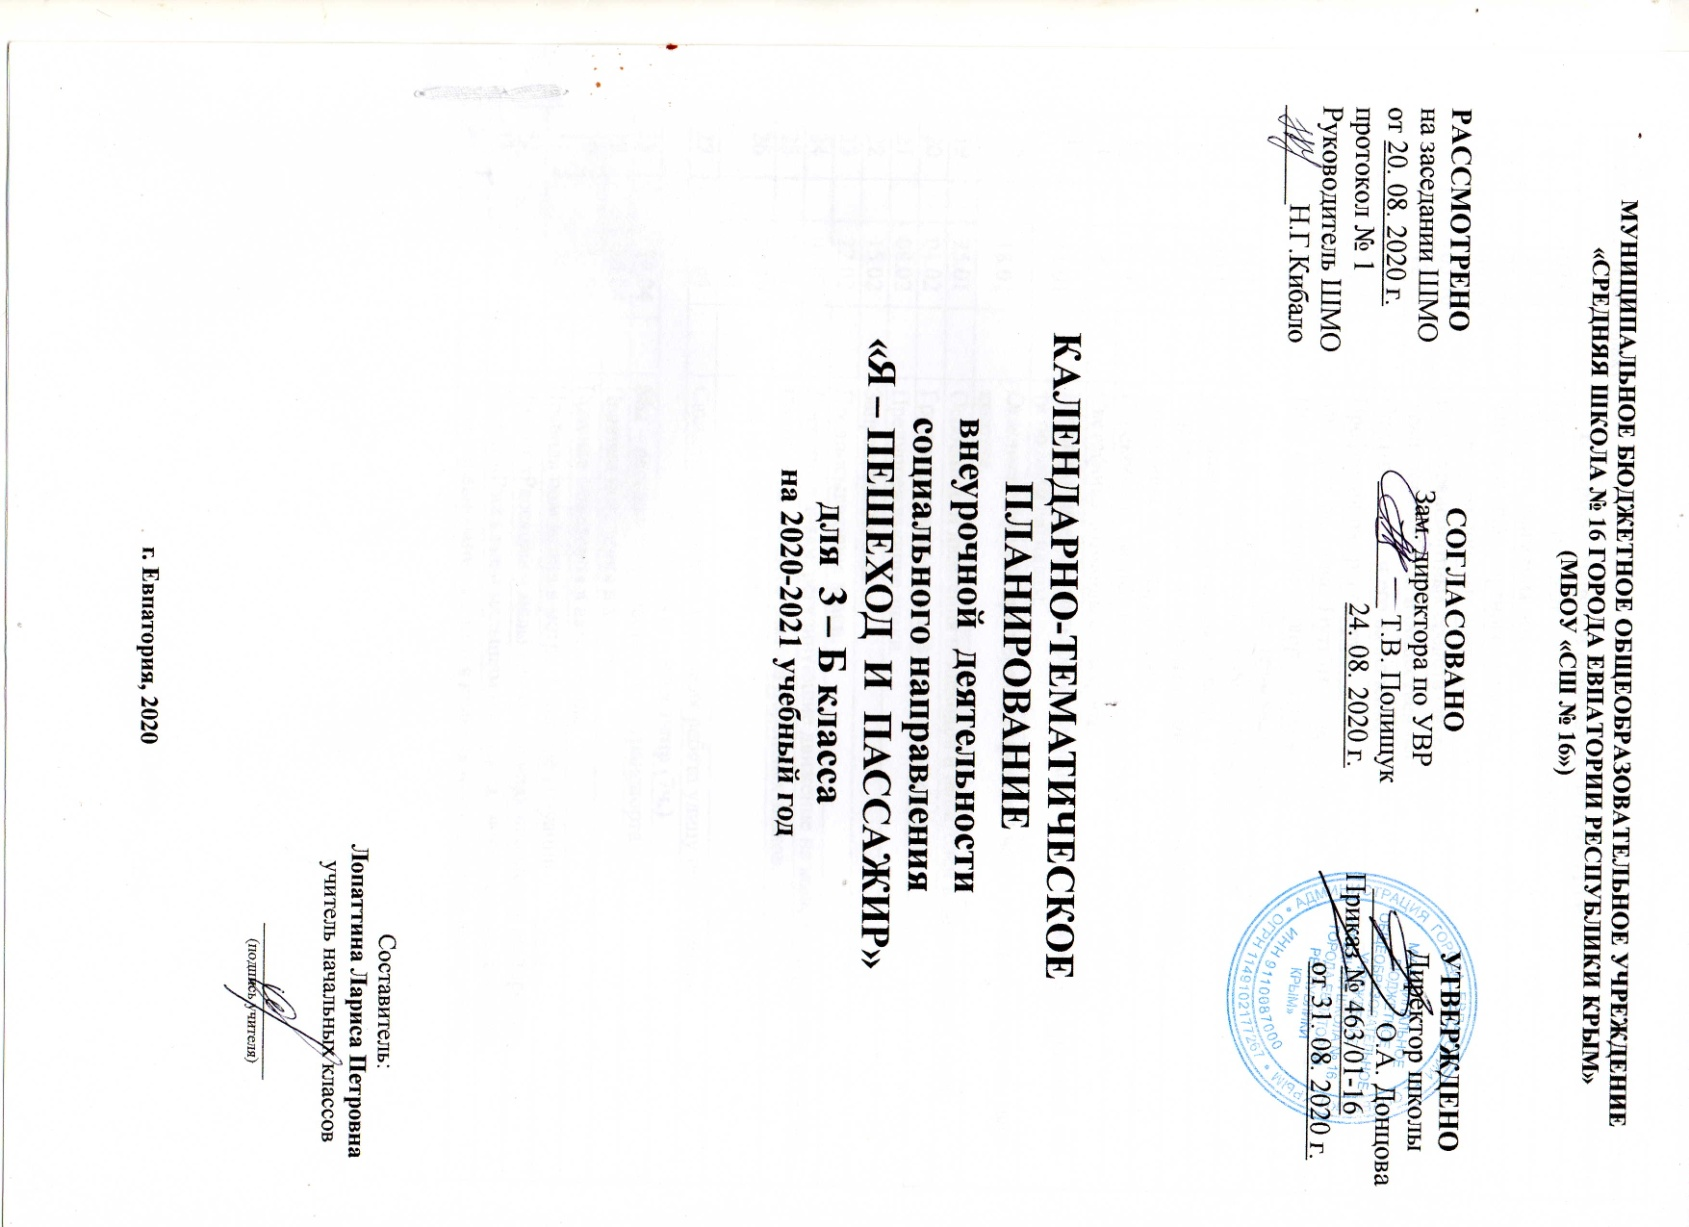 МУНИЦИПАЛЬНОЕ БЮДЖЕТНОЕ ОБЩЕОБРАЗОВАТЕЛЬНОЕ УЧРЕЖДЕНИЕ
«СРЕДНЯЯ ШКОЛА № 16 ГОРОДА ЕВПАТОРИИ РЕСПУБЛИКИ КРЫМ»
(МБОУ «СШ № 16»)
РАССМОТРЕНО
на заседании ШМО
от 20. 08. 2020 г.
протокол № 1
Руководитель ШМО
Н.Г.Кибало
СОГЛАСОВАНО
Зам. директора по УВР
Т.В. Полищук
24. 08. 2020 г.
УТВЕРЖДЕНО
Директор школы
О.А. Донцова
Приказ № 463/01-16
от 31. 08. 2020 г.
ИНН 9110087000
ОГРН 1149102177267
КАЛЕНДАРНО-ТЕМАТИЧЕСКОЕ
ПЛАНИРОВАНИЕ
внеурочной деятельности
социального направления
«Я – ПЕШЕХОД И ПАССАЖИР»
для 3 – Б класса
на 2020-2021 учебный год
Составитель:
Лопаттина Лариса Петровна
учитель начальных классов
(подпись учителя)
г. Евпатория, 2020